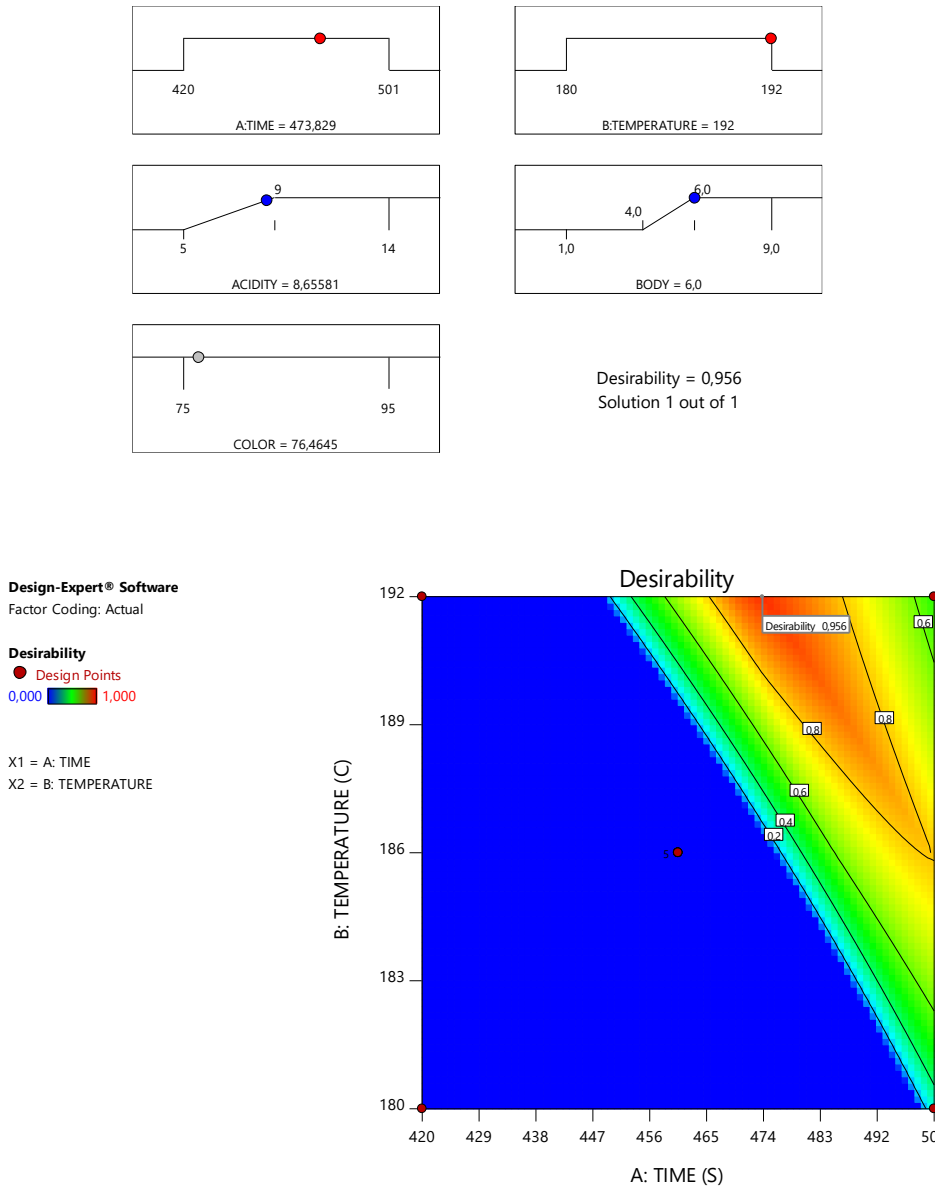 420
501
A:TIME = 473,829
180
192
B:TEMPERATURE = 192
9
5
14
ACIDITY = 8,65581
6,0
4,0
1,0
9,0
BODY = 6,0
75
95
COLOR = 76,4645
Desirability = 0,956
Solution 1 out of 1
Design-Expert® Software
Factor Coding: Actual
Desirability
Design Points
0,000
1,000
X1 = A: TIME
X2 = B: TEMPERATURE
Desirability
192
189
186
183
180
B: TEMPERATURE (C)
Desirability 0,956
0,6
0,8
0,8
0,6
0,4
0,2
5
420
429
438
447
456
465
474
483
492
50
A: TIME (S)